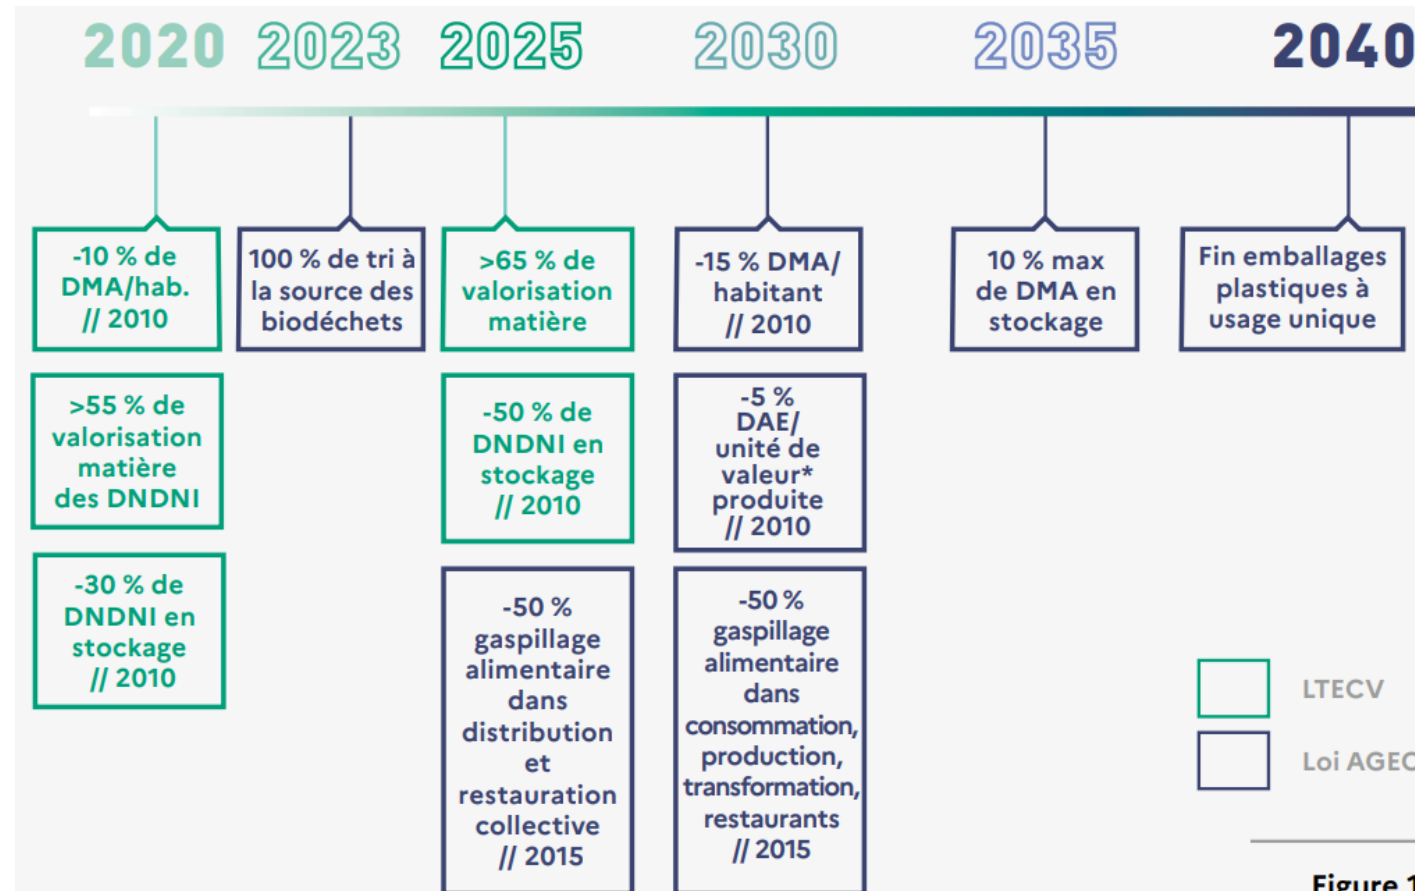 2020 2023 2025 2030 2035 2040
-10 % de
DMA/hab.
// 2010
>55 % de
valorisation
matière
des DNDNI
-30 % de
DNDNI en
stockage
// 2010
100 % de tri à
la source des
biodéchets
>65 % de
valorisation
matière
-50 % de
DNDNI en
stockage
// 2010
-50 %
gaspillage
alimentaire
dans
distribution
et
restauration
collective
// 2015
-15 % DMA/
habitant
// 2010
-5 %
DAE/
unité de
valeur*
produite
// 2010
-50 %
gaspillage
alimentaire
dans
consommation,
production,
transformation,
restaurants
// 2015
10 % max
de DMA en
stockage
Fin emballages
plastiques à
usage unique
LTECV
Loi AGEC
Figure 1